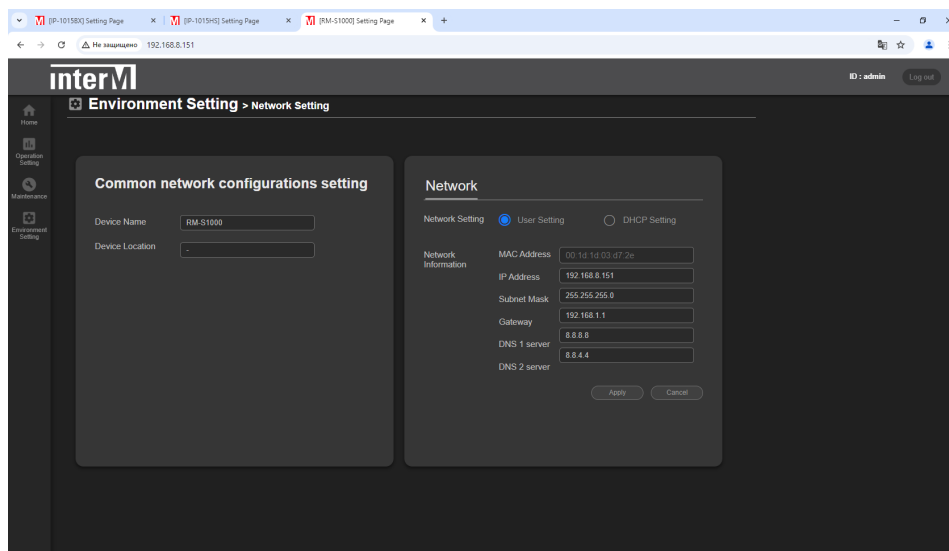 [IP-1015BX] Setting Page
[IP-1015HS] Setting Page
[RM-S1000] Setting Page
Не защищено 192.168.8.151
interM
ID : admin
Log out
Environment Setting > Network Setting
Home
Operation
Setting
Maintenance
Environment
Setting
Common network configurations setting
Device Name RM-S1000
Device Location -
Network
Network Setting User Setting DHCP Setting
Network
Information
MAC Address 00:1d:1d:03:d7:2e
IP Address 192.168.8.151
Subnet Mask 255.255.255.0
Gateway 192.168.1.1
DNS 1 server 8.8.8.8
DNS 2 server 8.8.4.4
Apply Cancel